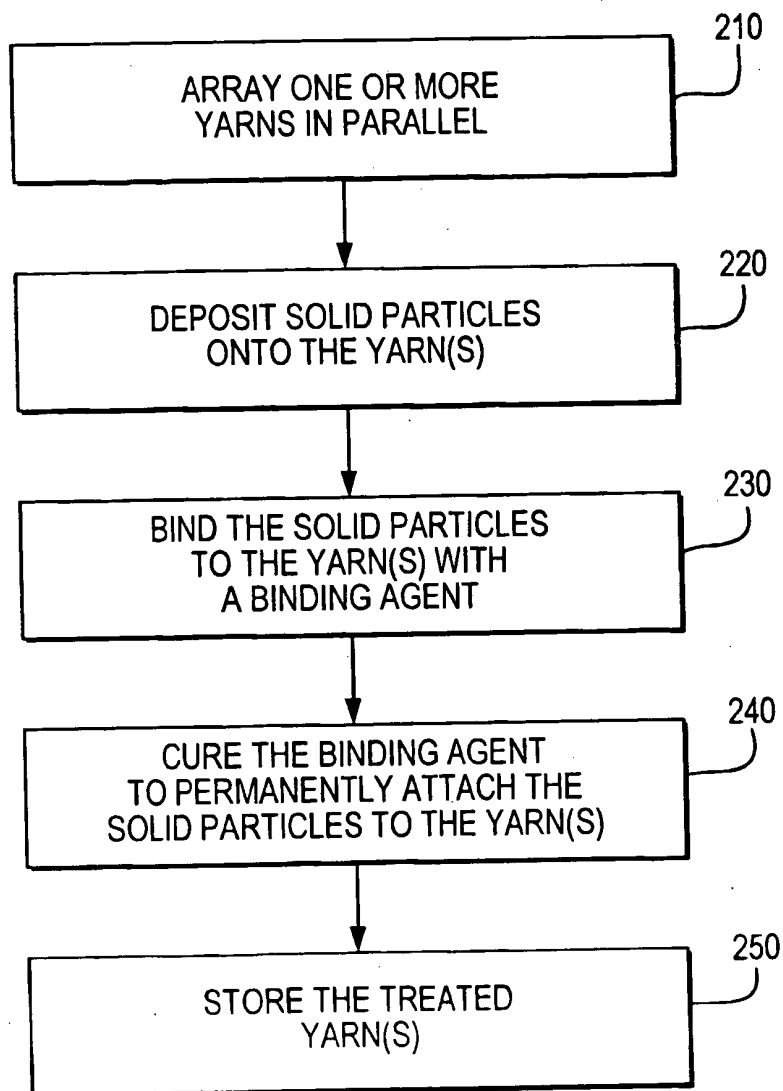 210
ARRAY ONE OR MORE
YARNS IN PARALLEL
220
DEPOSIT SOLID PARTICLES
ONTO THE YARN(S)
230
BIND THE SOLID PARTICLES
TO THE YARN(S) WITH
A BINDING AGENT
240
CURE THE BINDING AGENT
TO PERMANENTLY ATTACH THE
SOLID PARTICLES TO THE YARN(S)
250
STORE THE TREATED
YARN(S)